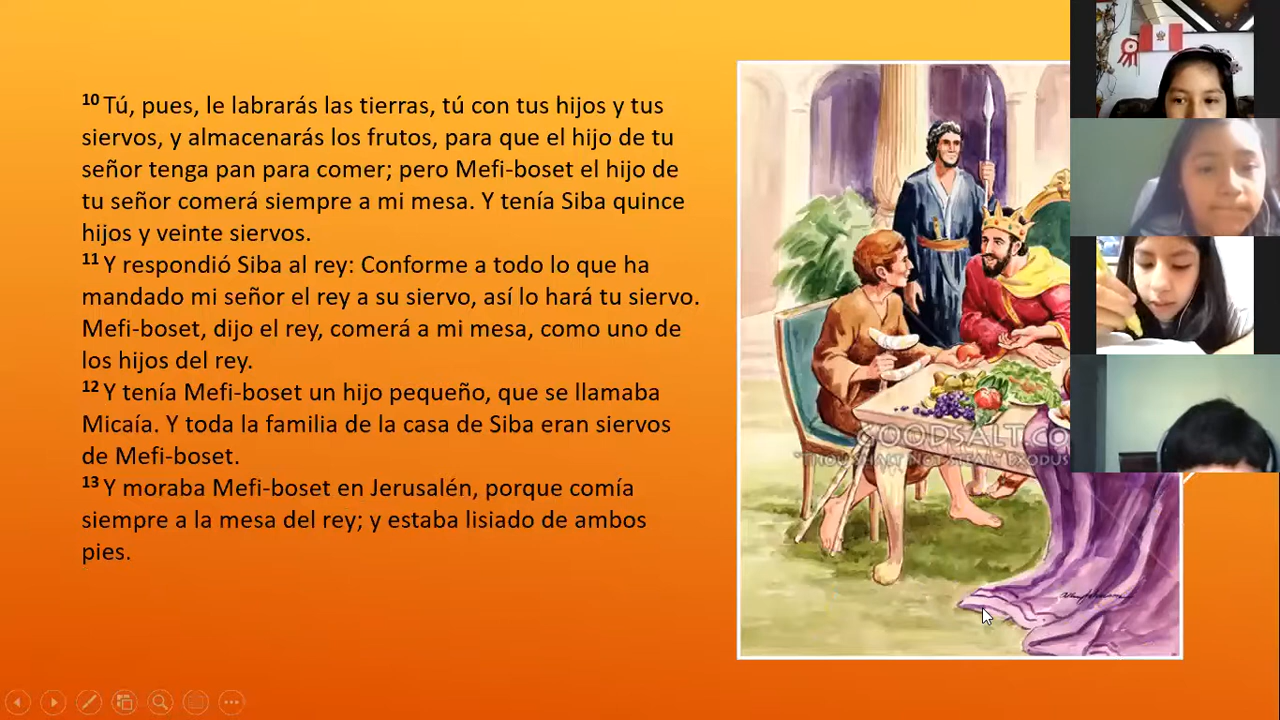 10 Tú, pues, le labrarás las tierras, tú con tus hijos y tus
siervos, y almacenarás los frutos, para que el hijo de tu
señor tenga pan para comer; pero Mefi-boset el hijo de
tu señor comerá siempre a mi mesa. Y tenía Siba quince
hijos y veinte siervos.
11 Y respondió Siba al rey: Conforme a todo lo que ha
mandado mi señor el rey a su siervo, así lo hará tu siervo.
Mefi-boset, dijo el rey, comerá a mi mesa, como uno de
los hijos del rey.
12 Y tenía Mefi-boset un hijo pequeño, que se llamaba
Micaía. Y toda la familia de la casa de Siba eran siervos
de Mefi-boset.
13 Y moraba Mefi-boset en Jerusalén, porque comía
siempre a la mesa del rey; y estaba lisiado de ambos
pies.
GOODSALT.CO
"THOU SHALT NOT STEAL" EXODUS